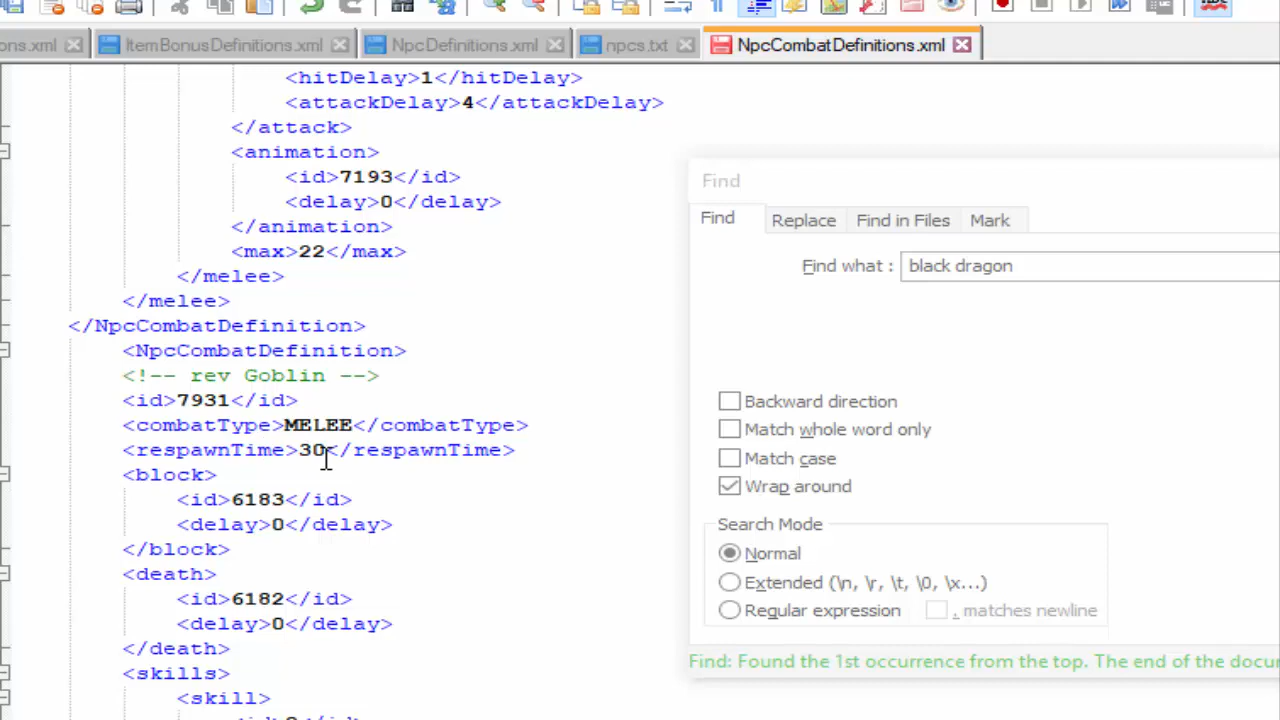 ons.xml ItemBonusDefinitions.xml NpcDefinitions.xml npcs.txt NpcCombatDefinitions.xml
<hitDelay>1</hitDelay>
<attackDelay>4</attackDelay>
</attack>
<animation>
<id>7193</id>
<delay>0</delay>
</animation>
<max>22</max>
</melee>
</melee>
</NpcCombatDefinition>
<NpcCombatDefinition>
<!-- rev Goblin -->
<id>7931</id>
<combatType>MELEE</combatType>
<respawnTime>30</respawnTime>
<block>
<id>6183</id>
<delay>0</delay>
</block>
<death>
<id>6182</id>
<delay>0</delay>
</death>
<skills>
<skill>
Find
Find Replace Find in Files Mark
Find what : black dragon
Backward direction
Match whole word only
Match case
Wrap around
Search Mode
Normal
Extended (\n, \r, \t, \0, \x...)
Regular expression . matches newline
Find: Found the 1st occurrence from the top. The end of the docu